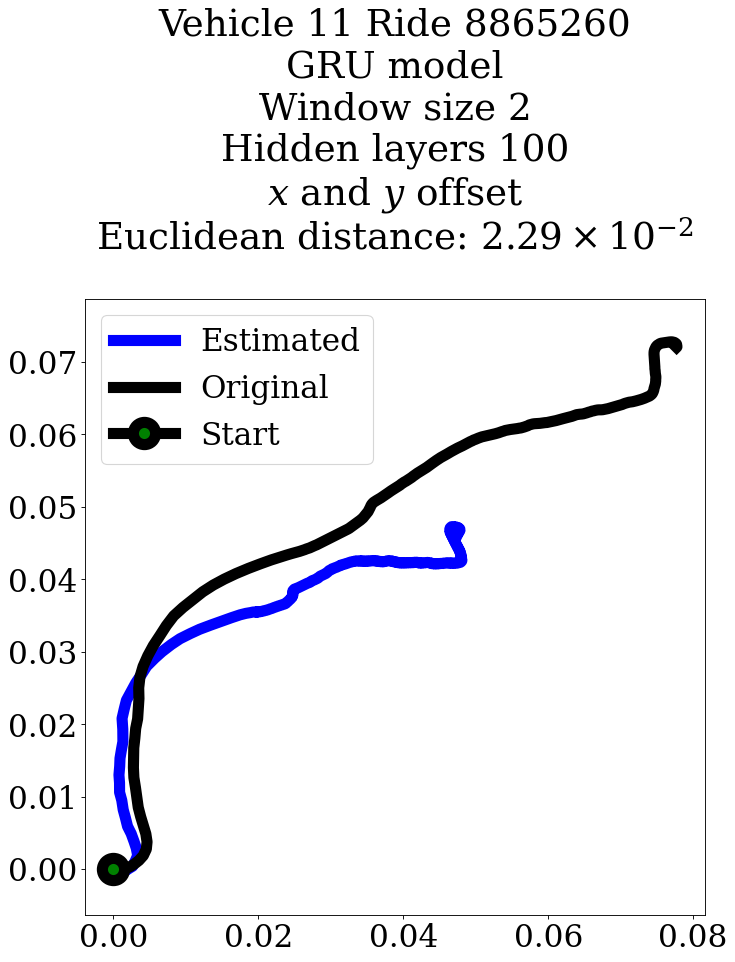 Vehicle 11 Ride 8865260
GRU model
Window size 2
Hidden layers 100
x and y offset
Euclidean distance: 2.29 × 10⁻²
Estimated
Original
Start
0.07
0.06
0.05
0.04
0.03
0.02
0.01
0.00
0.00 0.02 0.04 0.06 0.08